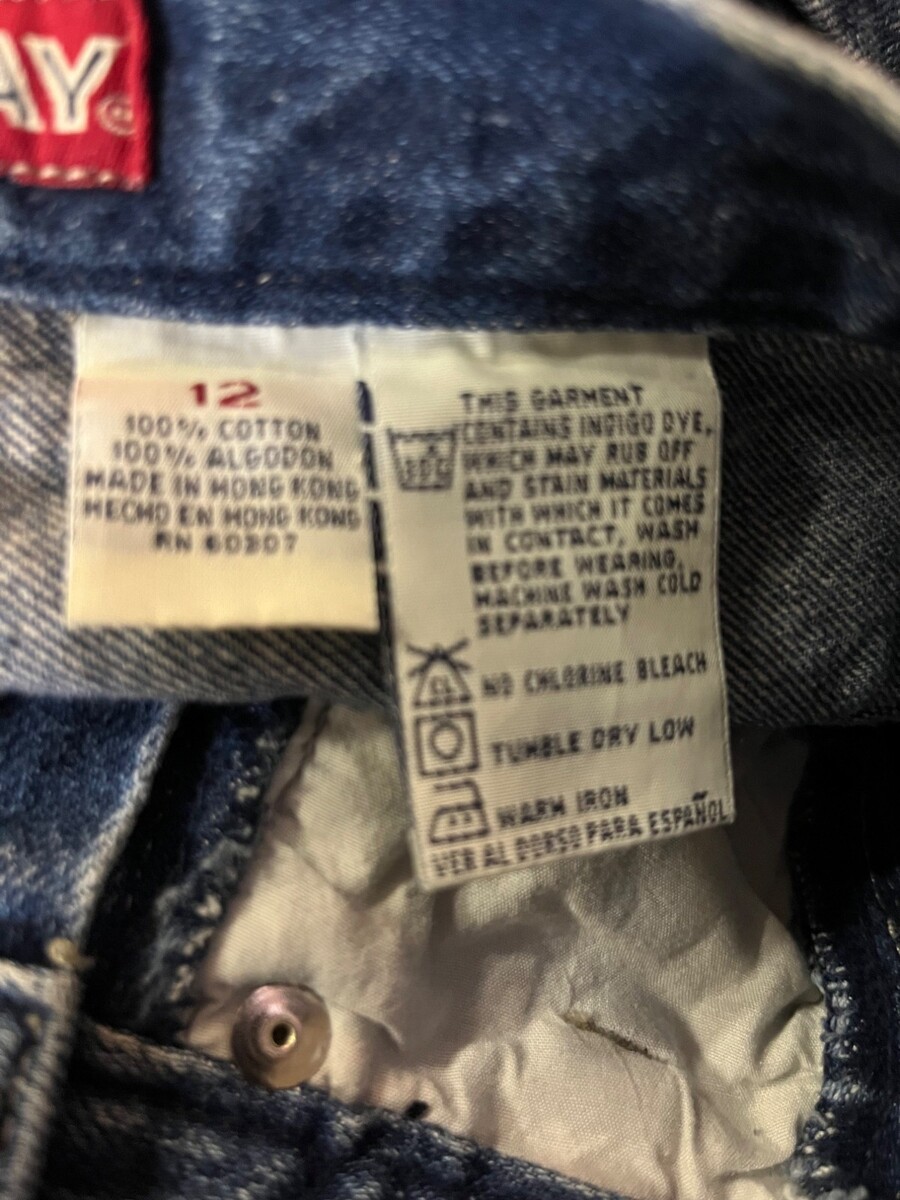 AY®
12
100% COTTON
100% ALGODON
MADE IN HONG KONG
HECHO EN HONG KONG
RN 60307
THIS GARMENT
CONTAINS INDIGO DYE,
WHICH MAY RUB OFF
AND STAIN MATERIALS
WITH WHICH IT COMES
IN CONTACT, WASH
BEFORE WEARING,
MACHINE WASH COLD
SEPARATELY
NO CHLORINE BLEACH
TUMBLE DRY LOW
WARM IRON
VER AL DORSO PARA ESPAÑOL